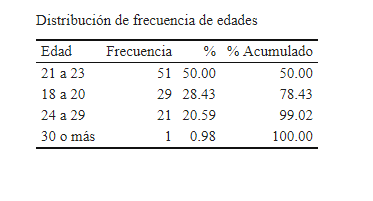 Distribución de frecuencia de edades
Edad Frecuencia % % Acumulado
21 a 23 51 50.00 50.00
18 a 20 29 28.43 78.43
24 a 29 21 20.59 99.02
30 o más 1 0.98 100.00